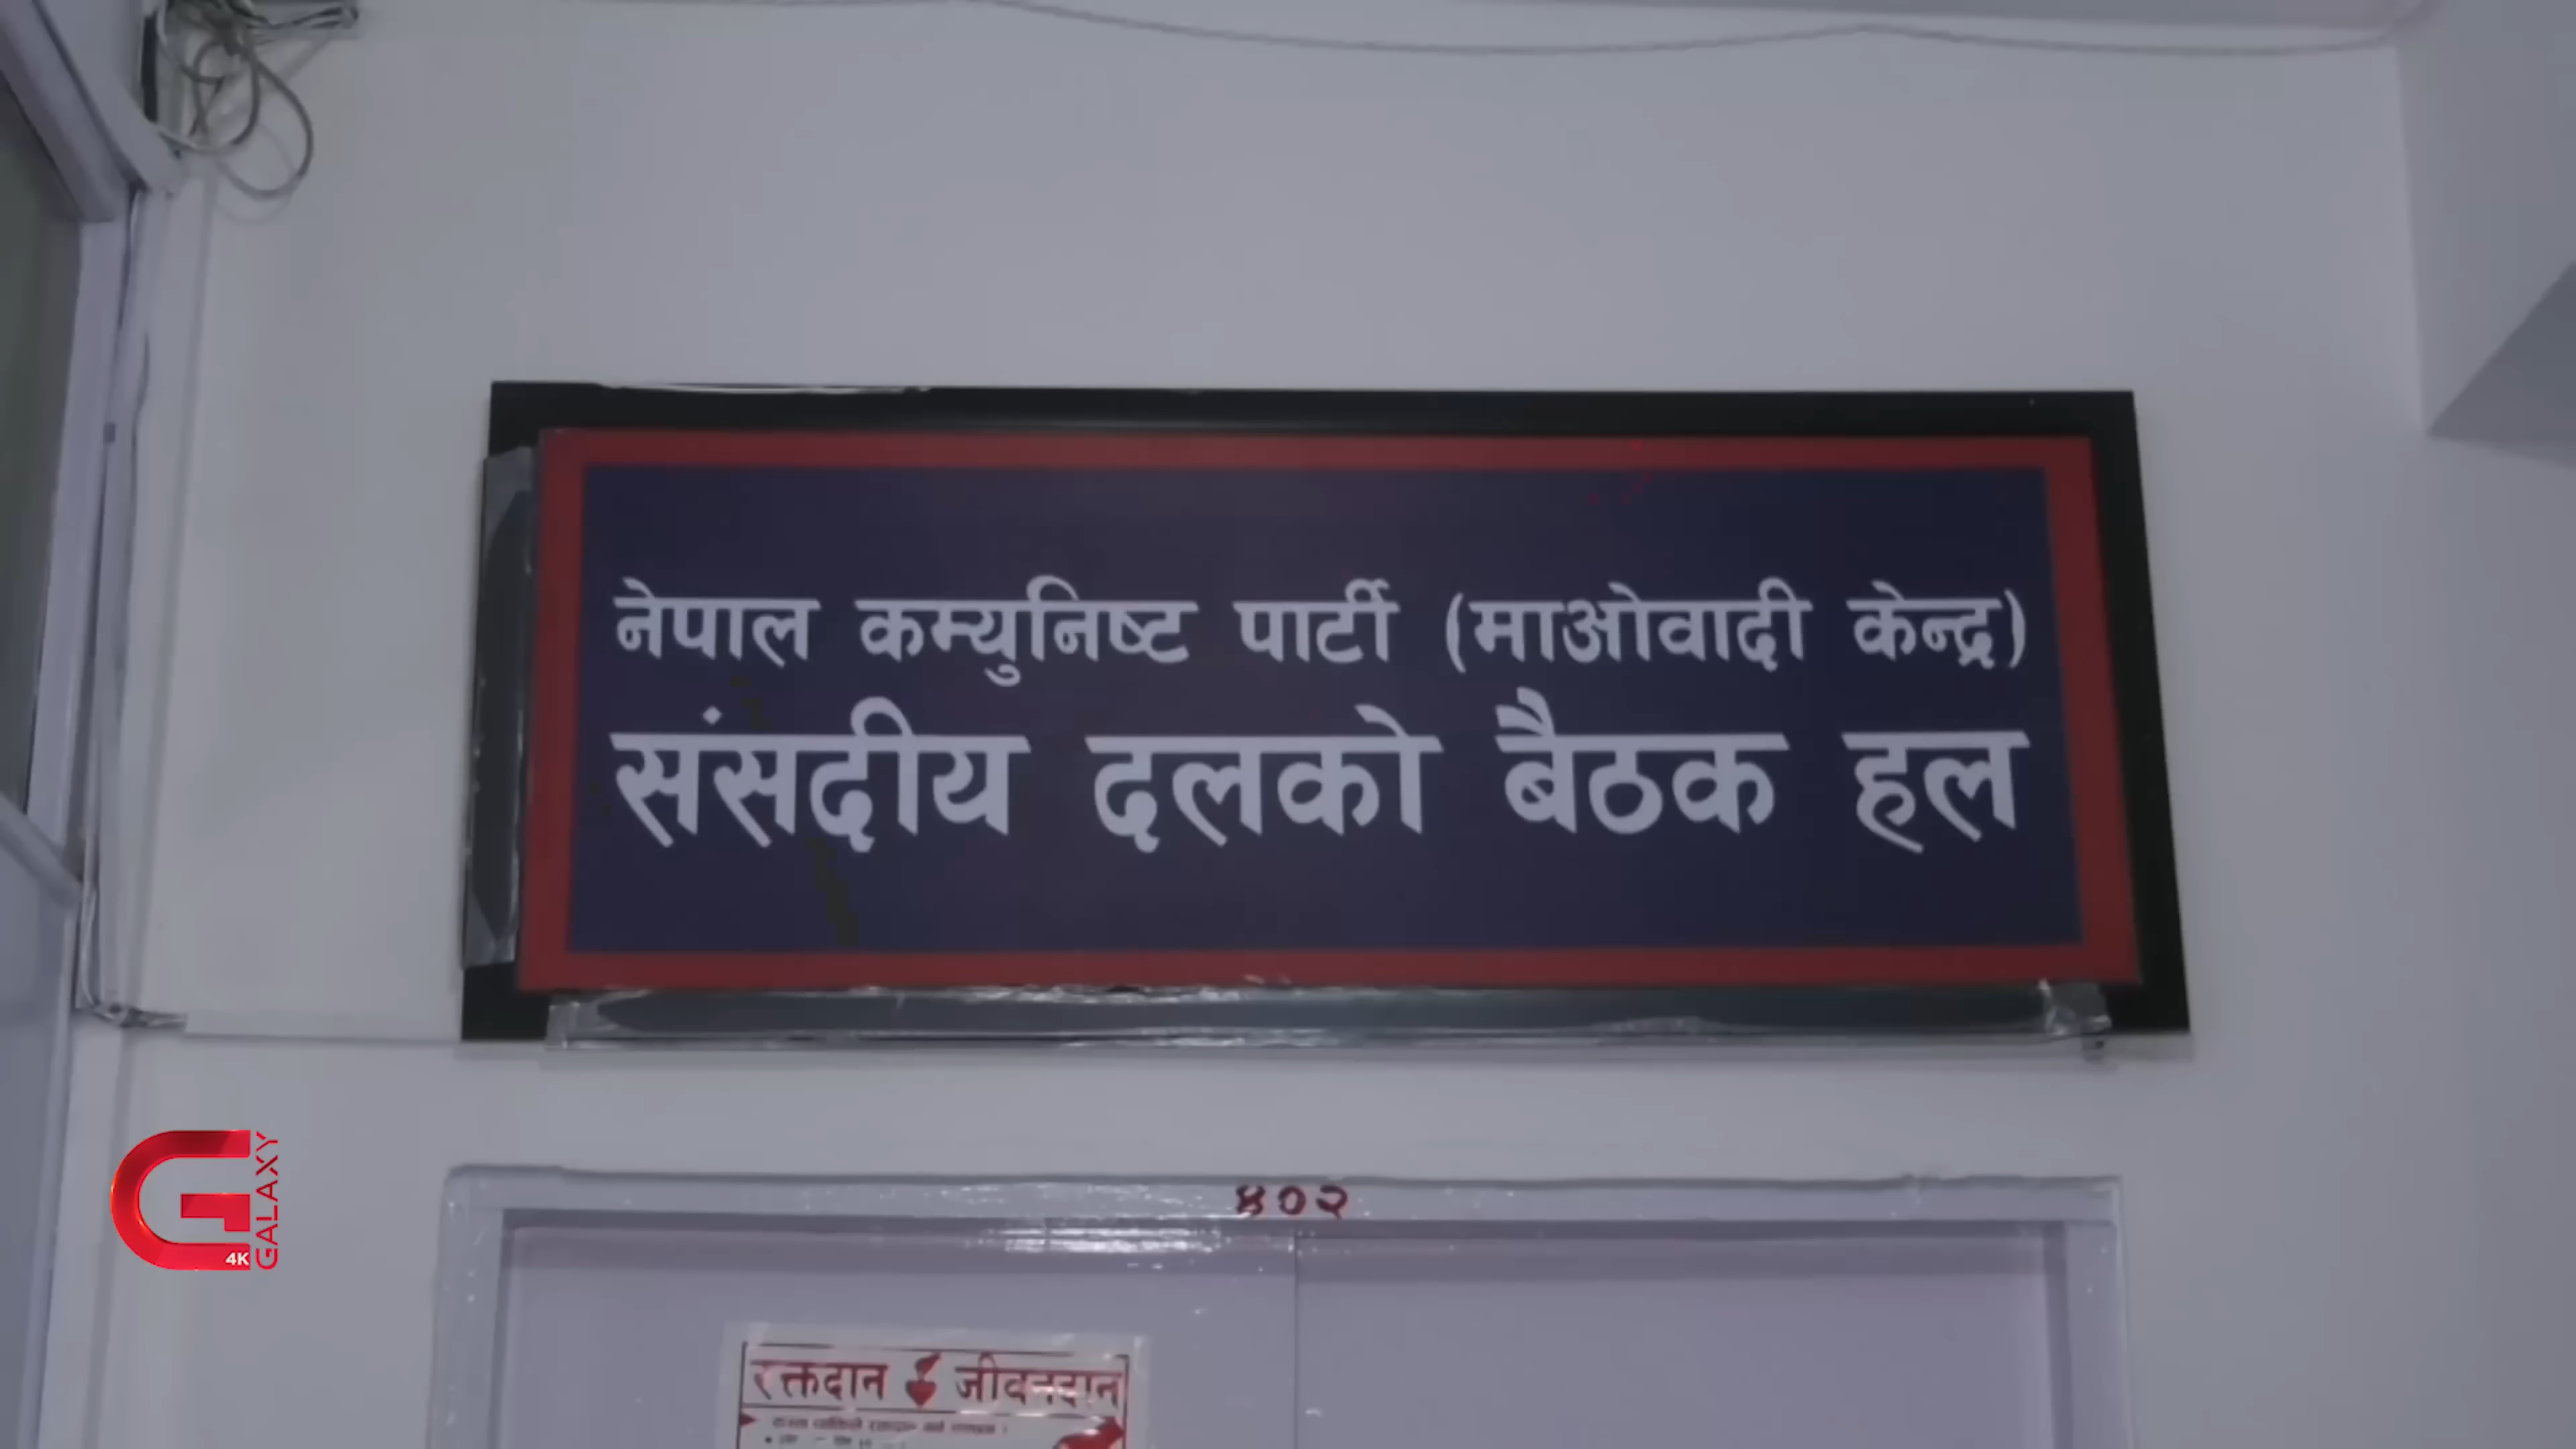 नेपाल कम्युनिष्ट पार्टी (माओवादी केन्द्र)
संसदीय दलको बैठक हल
४०२
GALAXY
4K
रक्तदान जीवनदान